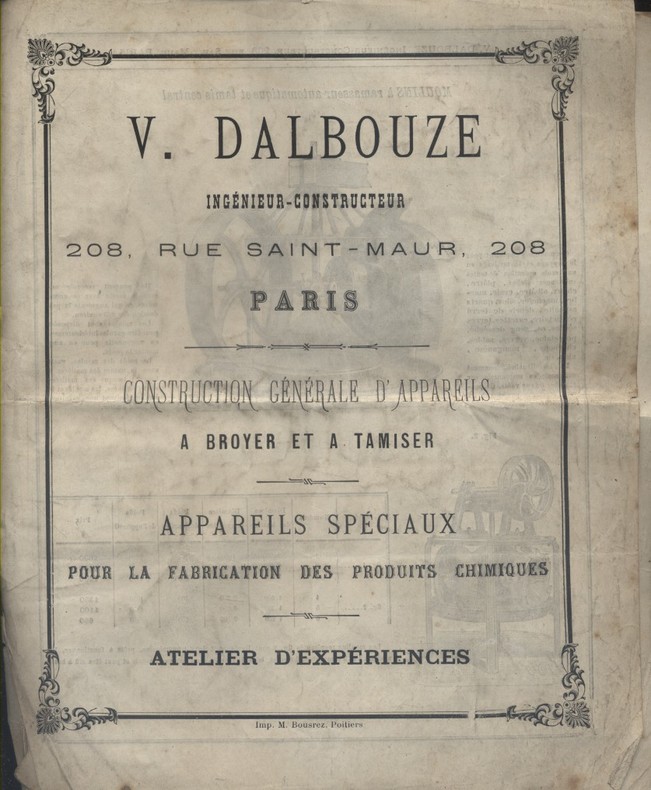 V. DALBOUZE
INGÉNIEUR-CONSTRUCTEUR
208, RUE SAINT-MAUR, 208
PARIS
CONSTRUCTION GÉNÉRALE D'APPAREILS
A BROYER ET A TAMISER
APPAREILS SPÉCIAUX
POUR LA FABRICATION DES PRODUITS CHIMIQUES
ATELIER D'EXPÉRIENCES
Imp. M. Bousrez. Poitiers